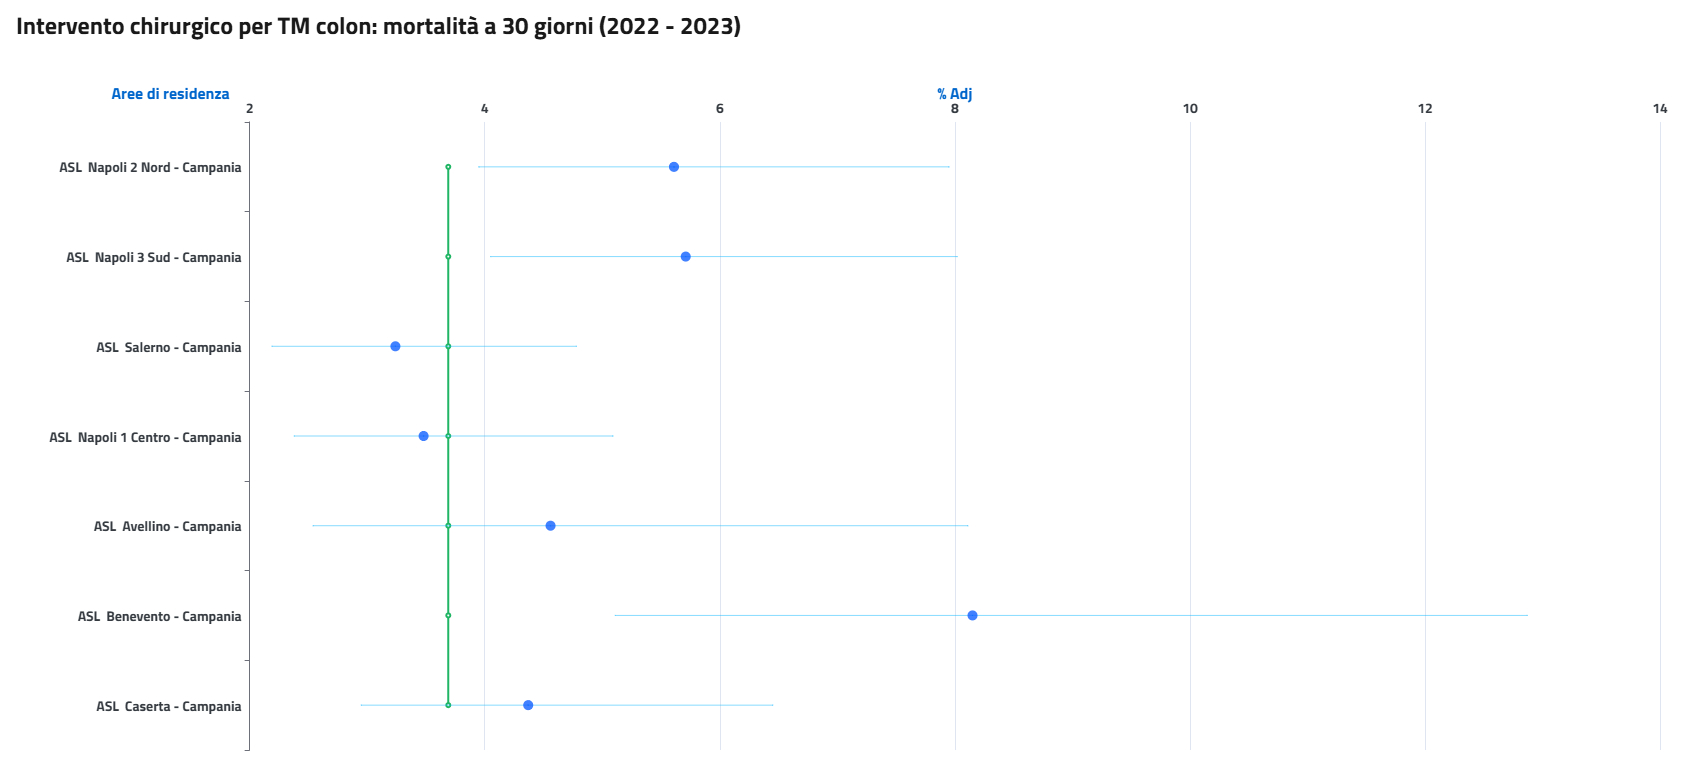 Intervento chirurgico per TM colon: mortalità a 30 giorni (2022 - 2023)
Aree di residenza
% Adj
2 4 6 8 10 12 14
ASL  Napoli 2 Nord - Campania
ASL  Napoli 3 Sud - Campania
ASL  Salerno - Campania
ASL  Napoli 1 Centro - Campania
ASL  Avellino - Campania
ASL  Benevento - Campania
ASL  Caserta - Campania